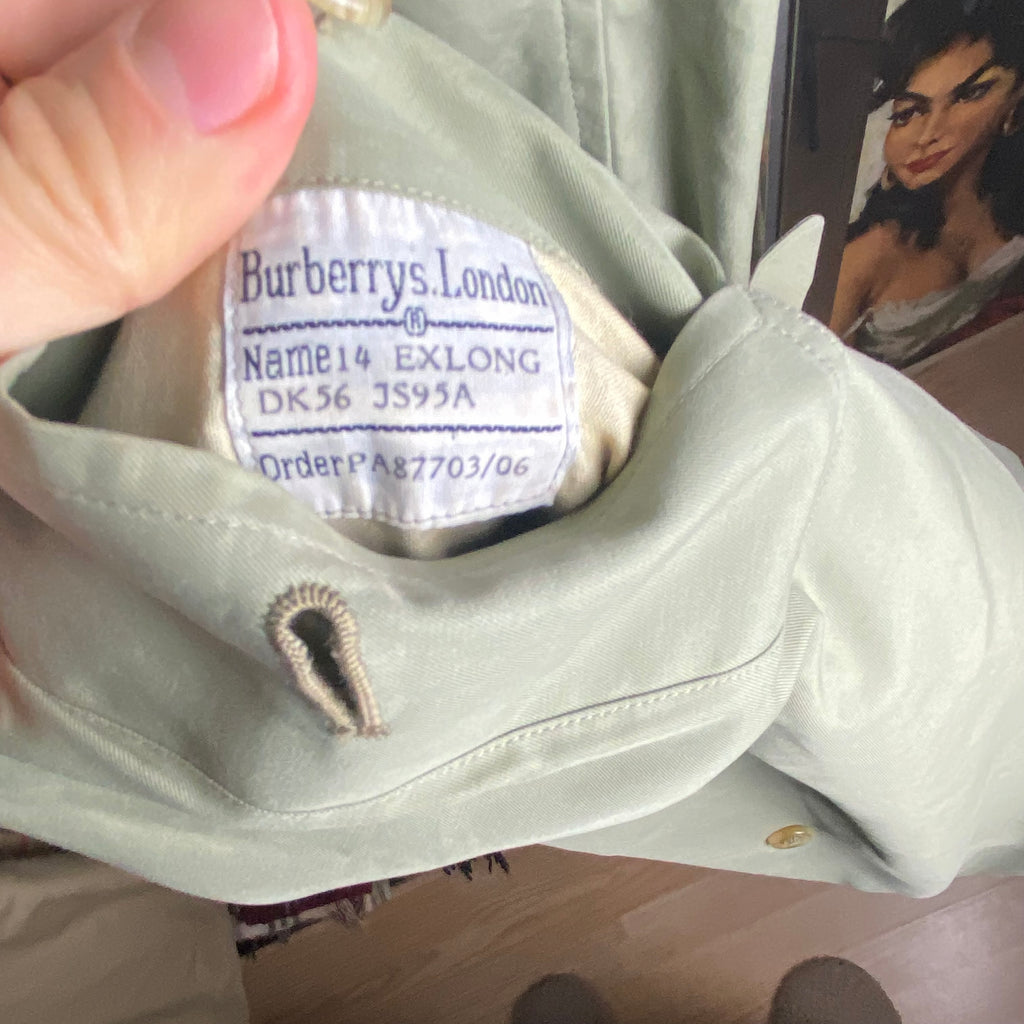 Burberrys.London
R
Name14 EXLONG
DK56 JS95A
OrderPA87703/06